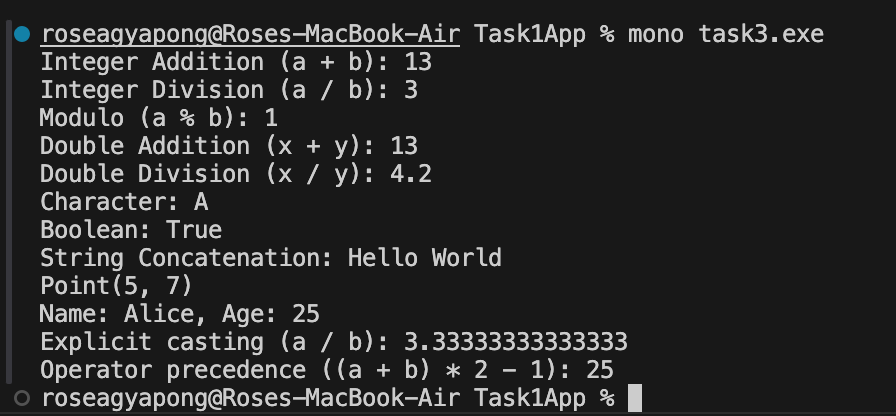 roseagyapong@Roses-MacBook-Air Task1App % mono task3.exe
Integer Addition (a + b): 13
Integer Division (a / b): 3
Modulo (a % b): 1
Double Addition (x + y): 13
Double Division (x / y): 4.2
Character: A
Boolean: True
String Concatenation: Hello World
Point(5, 7)
Name: Alice, Age: 25
Explicit casting (a / b): 3.33333333333333
Operator precedence ((a + b) * 2 - 1): 25
roseagyapong@Roses-MacBook-Air Task1App %